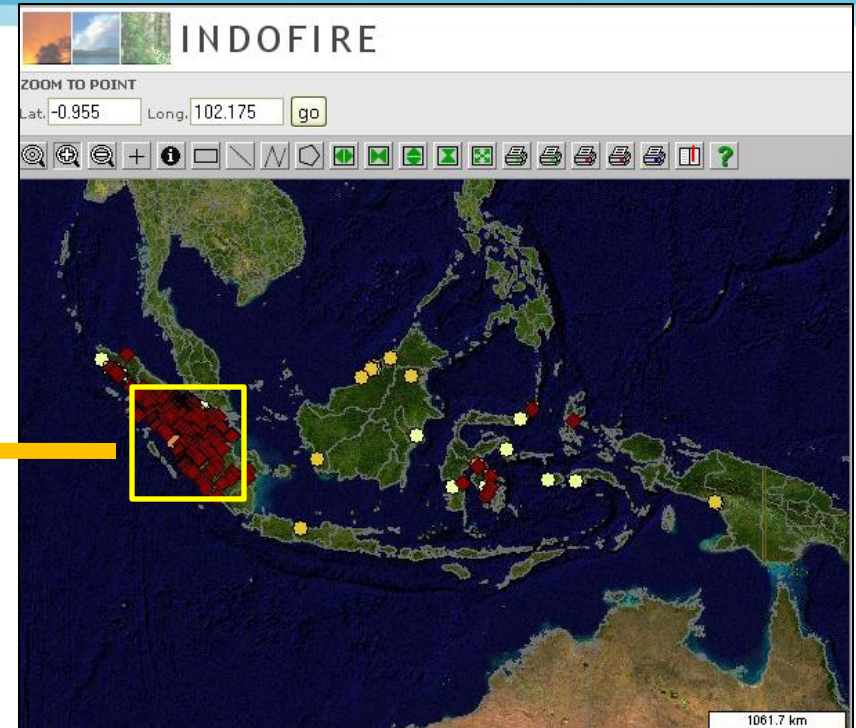 INDOFIRE
ZOOM TO POINT
Lat. -0.955 Long. 102.175 go
?
1061.7 km